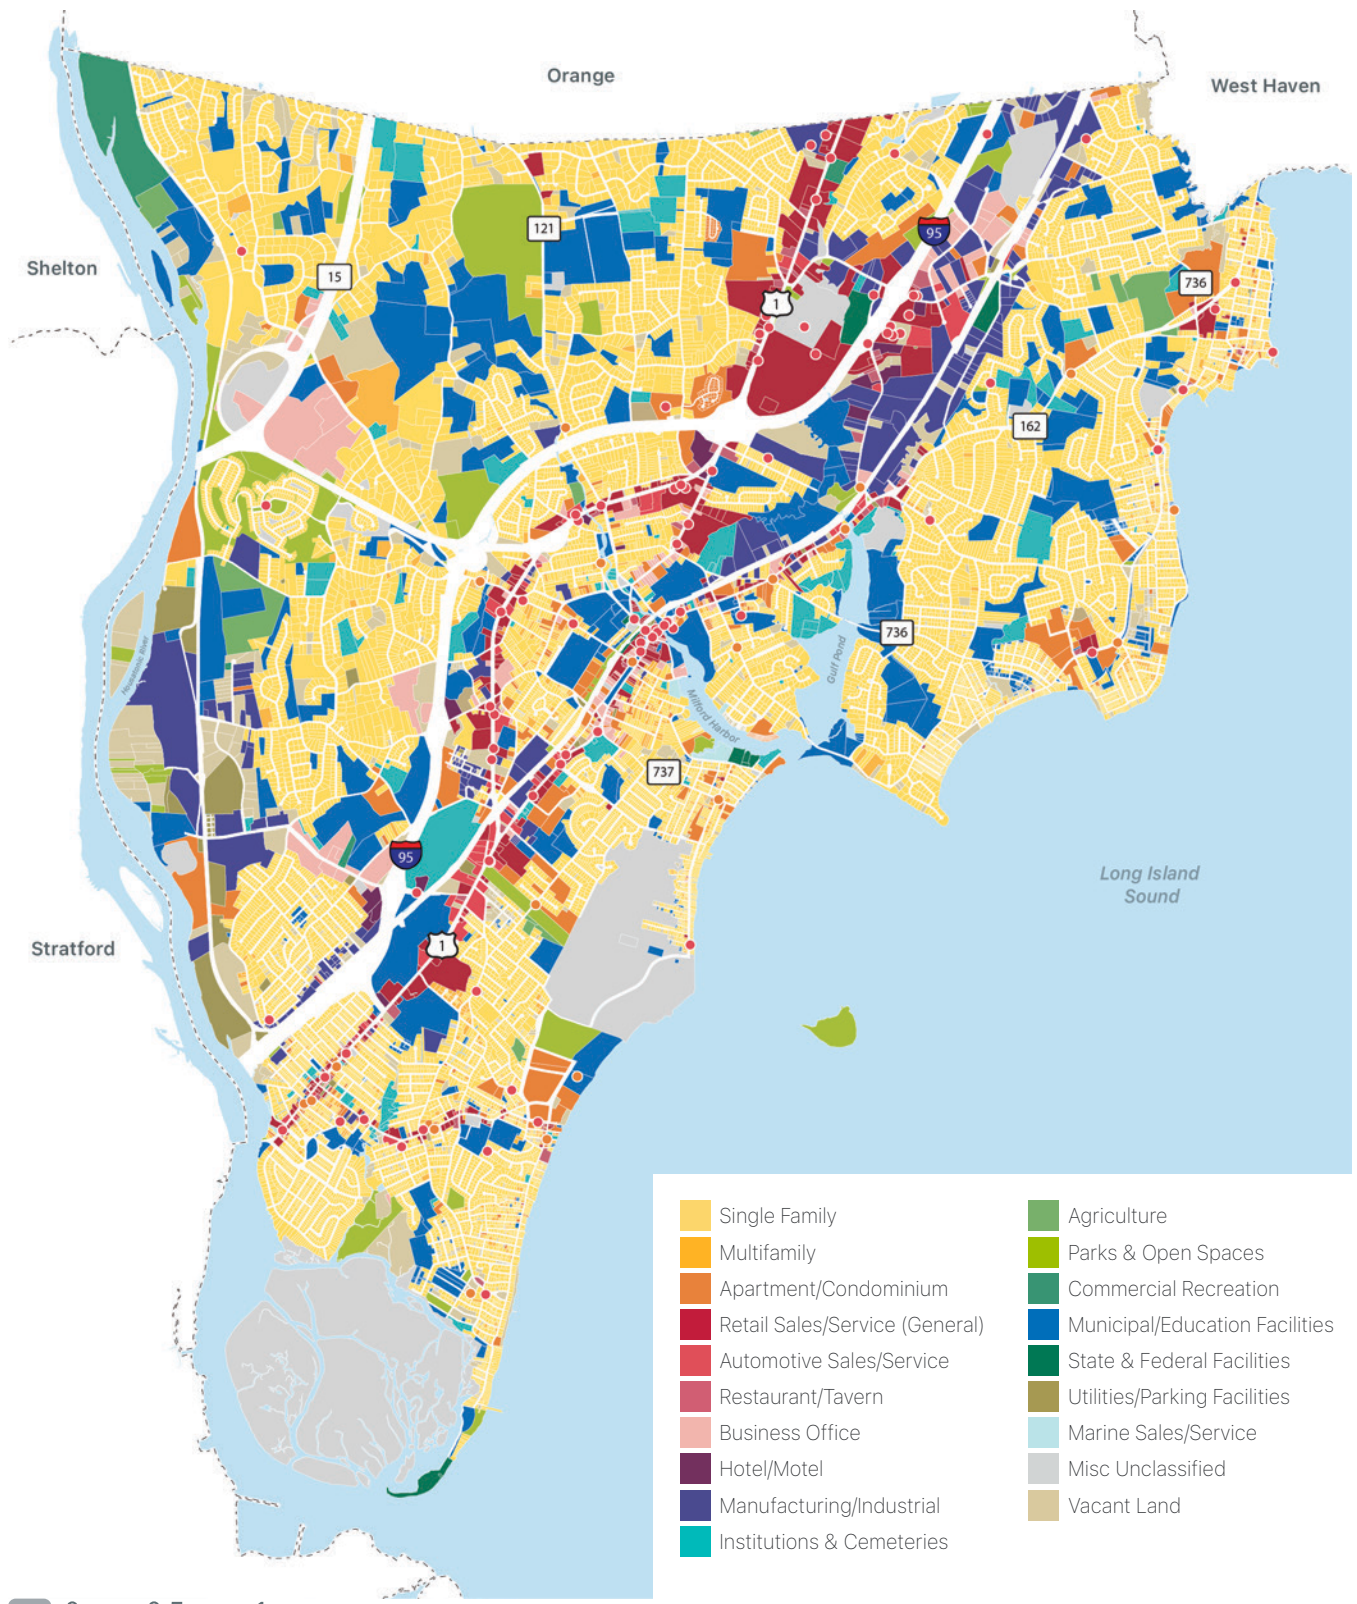 Orange
West Haven
Shelton
121
95
15
736
1
162
Housatonic River
736
Gulf Pond
Milford Harbor
737
95
Long Island
Sound
Stratford
1
Single Family
Multifamily
Apartment/Condominium
Retail Sales/Service (General)
Automotive Sales/Service
Restaurant/Tavern
Business Office
Hotel/Motel
Manufacturing/Industrial
Institutions & Cemeteries
Agriculture
Parks & Open Spaces
Commercial Recreation
Municipal/Education Facilities
State & Federal Facilities
Utilities/Parking Facilities
Marine Sales/Service
Misc Unclassified
Vacant Land